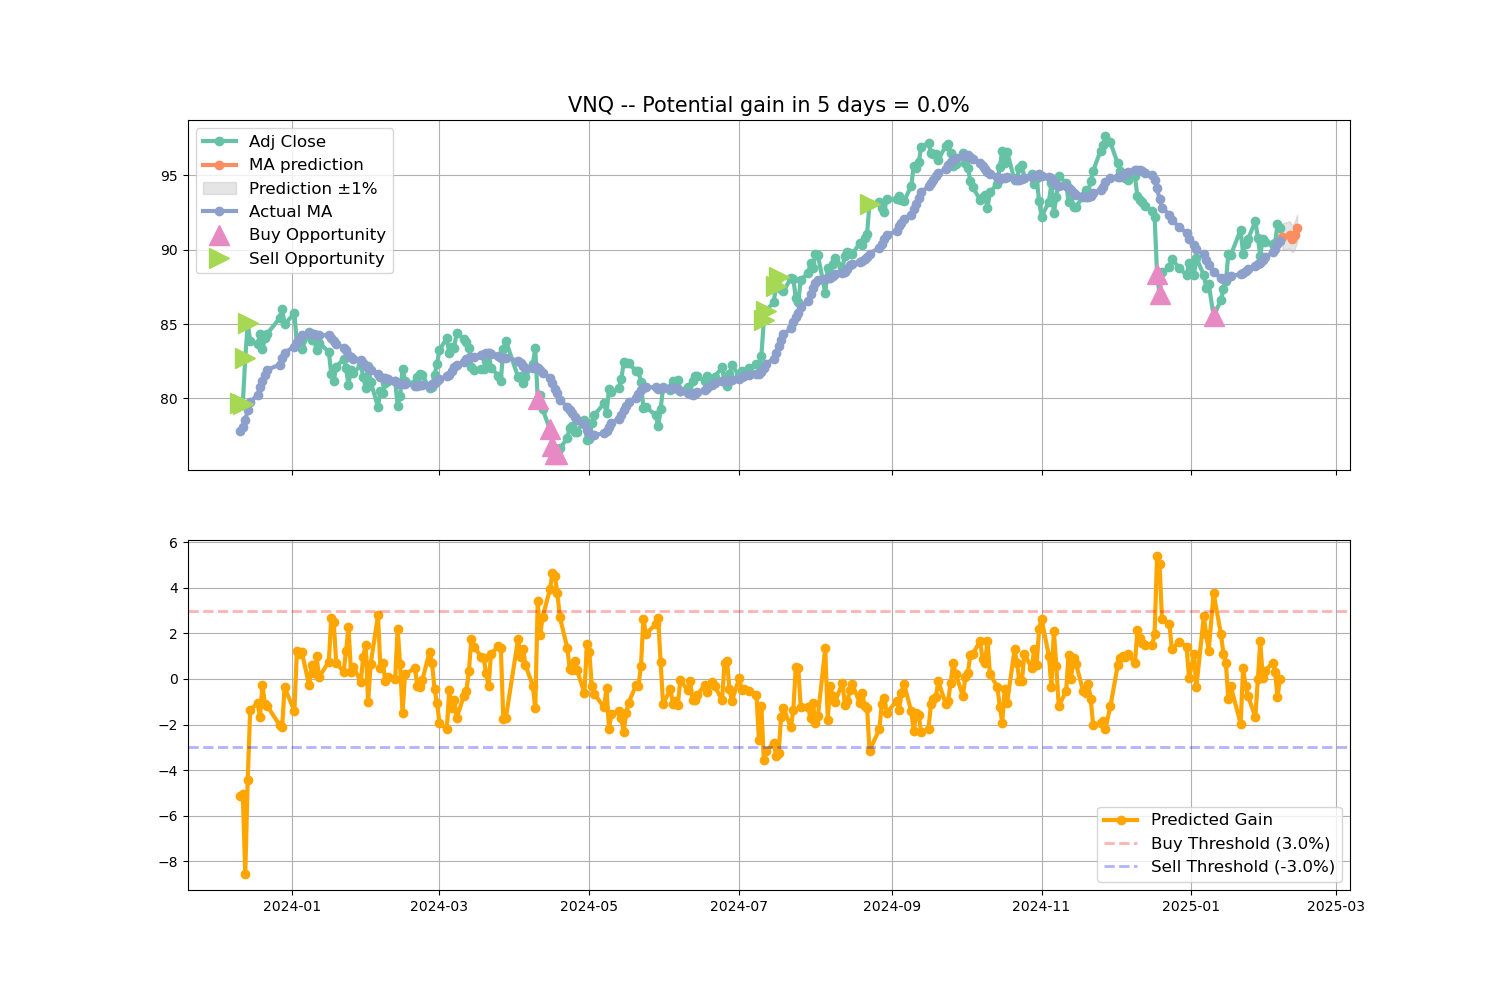 VNQ -- Potential gain in 5 days = 0.0%
Adj Close
MA prediction
Prediction ±1%
Actual MA
Buy Opportunity
Sell Opportunity
95
90
85
80
6
4
2
0
−2
−4
−6
−8
Predicted Gain
Buy Threshold (3.0%)
Sell Threshold (-3.0%)
2024-01 2024-03 2024-05 2024-07 2024-09 2024-11 2025-01 2025-03